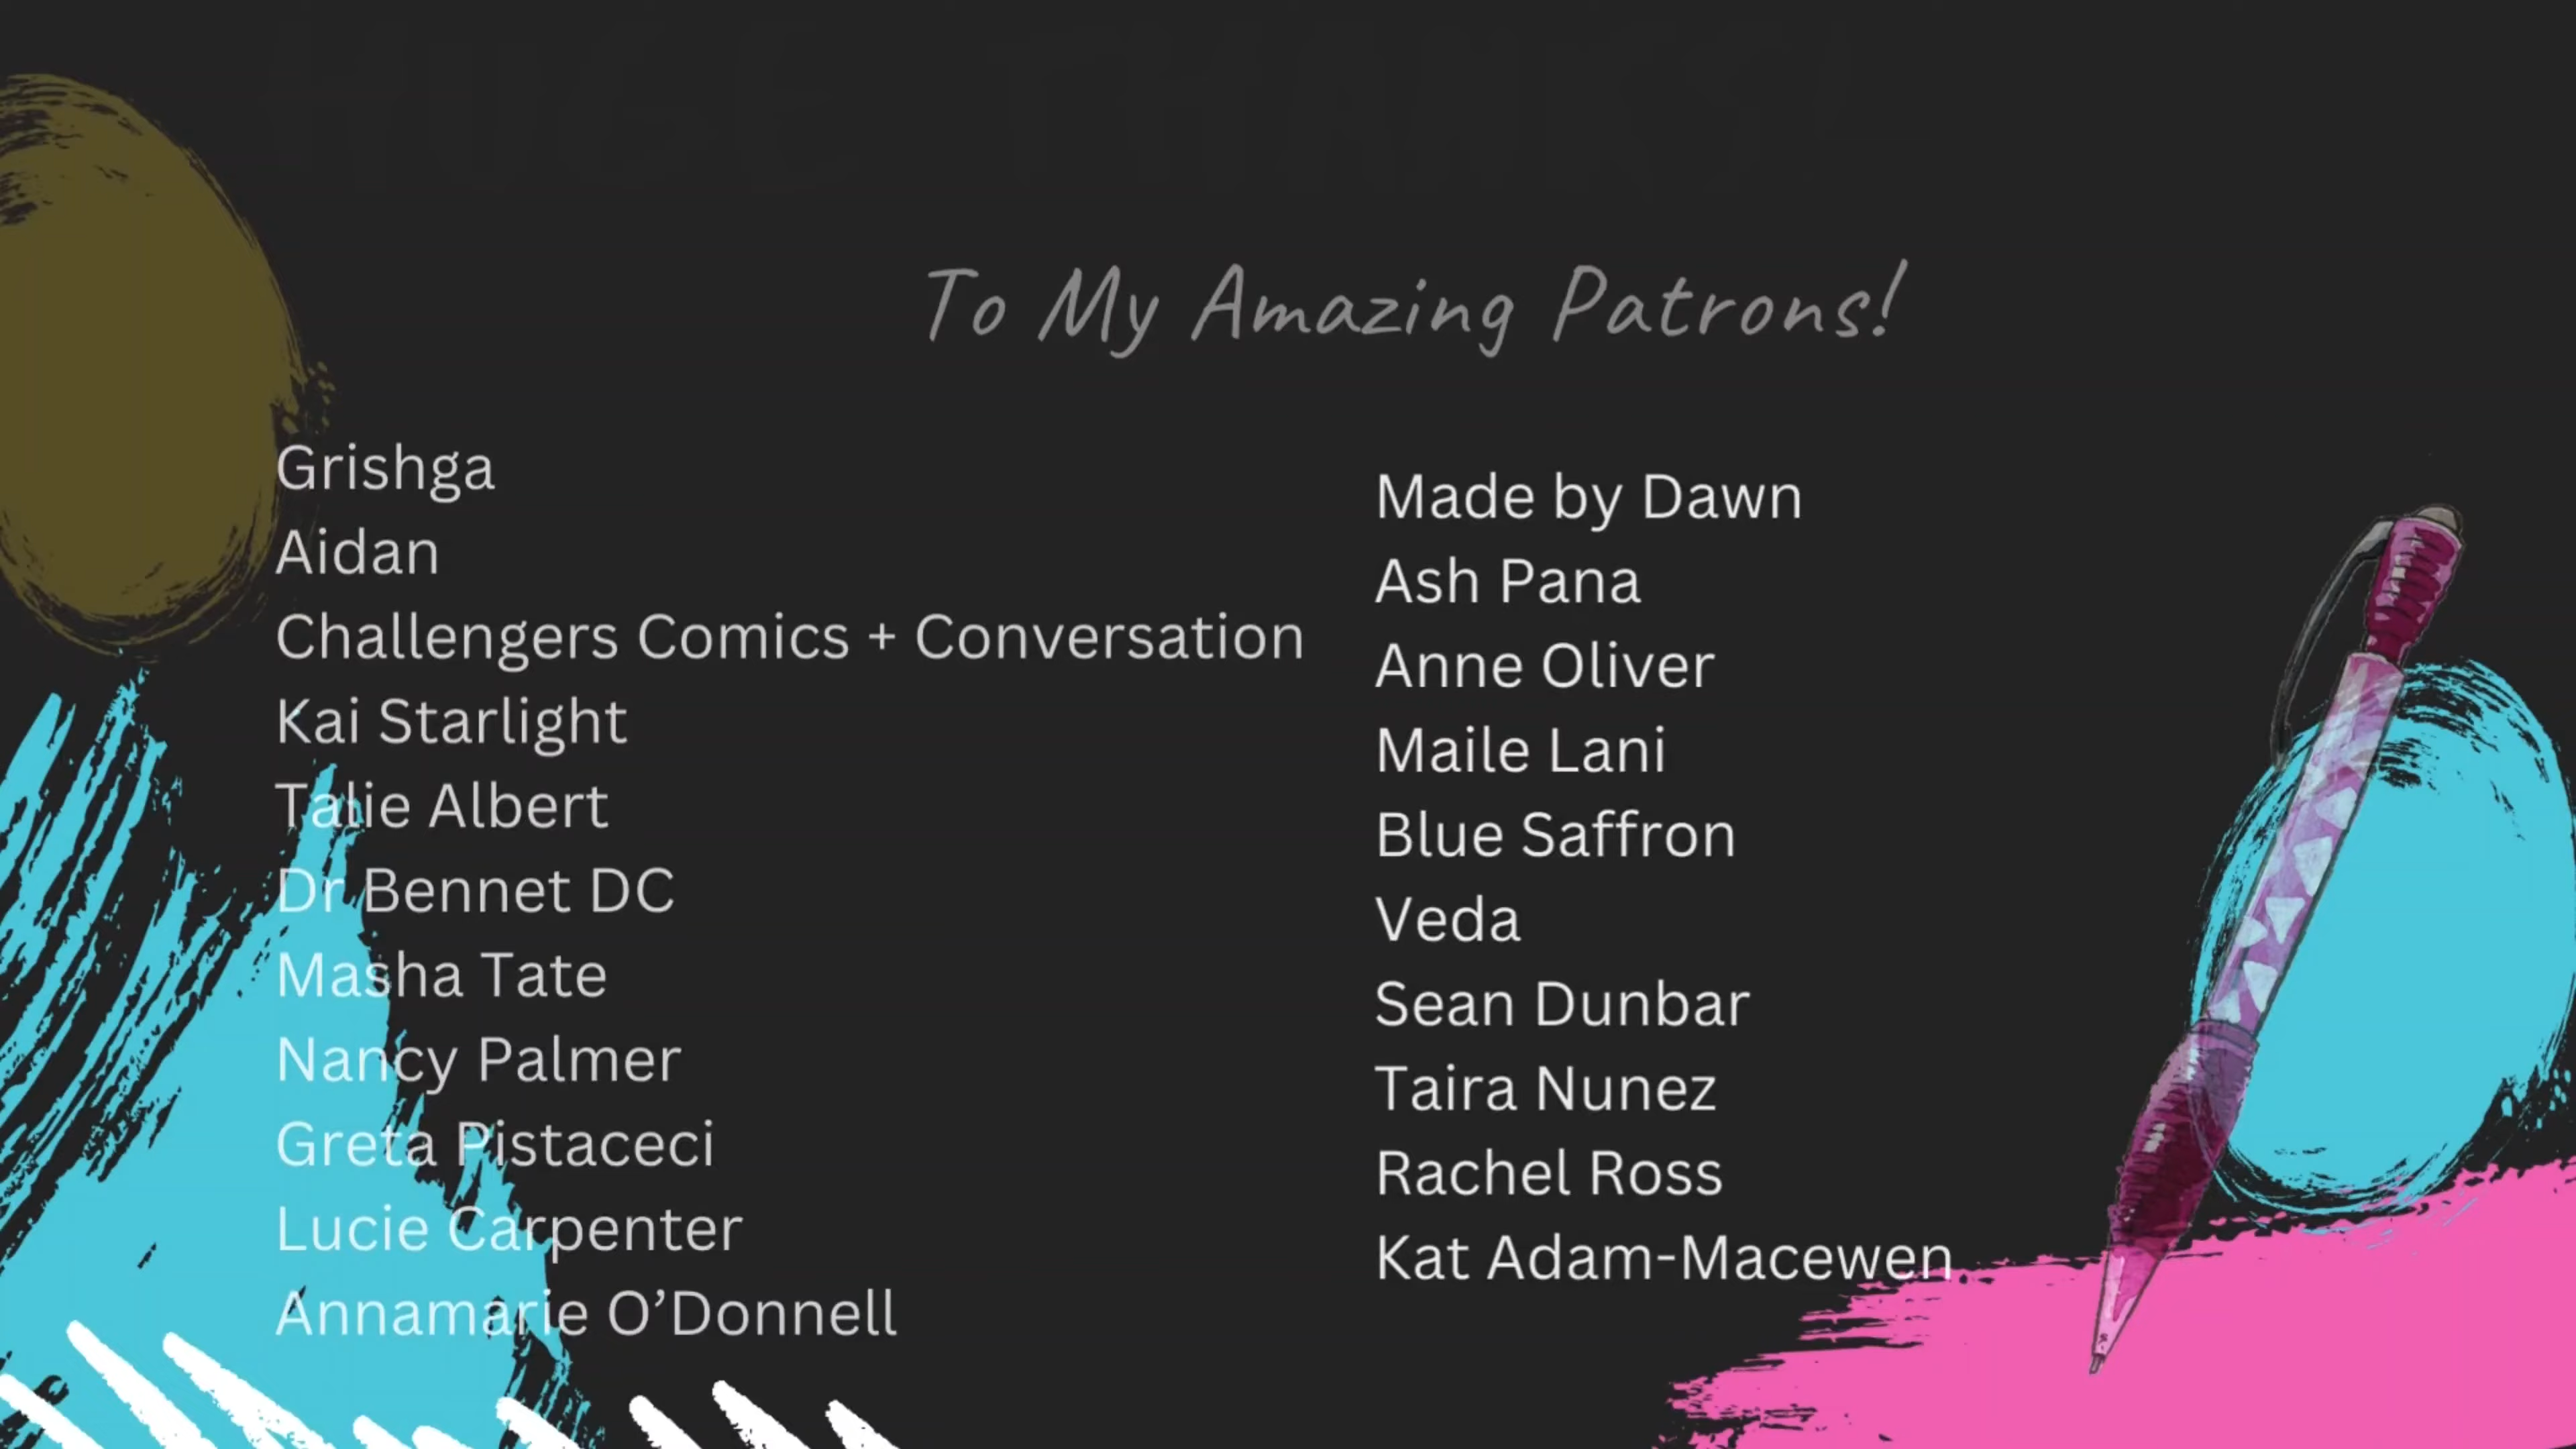 HUGE THANKS
To My Amazing Patrons!
Grishga
Aidan
Challengers Comics + Conversation
Kai Starlight
Talie Albert
Dr Bennet DC
Masha Tate
Nancy Palmer
Greta Pistaceci
Lucie Carpenter
Annamarie O’Donnell
Made by Dawn
Ash Pana
Anne Oliver
Maile Lani
Blue Saffron
Veda
Sean Dunbar
Taira Nunez
Rachel Ross
Kat Adam-Macewen